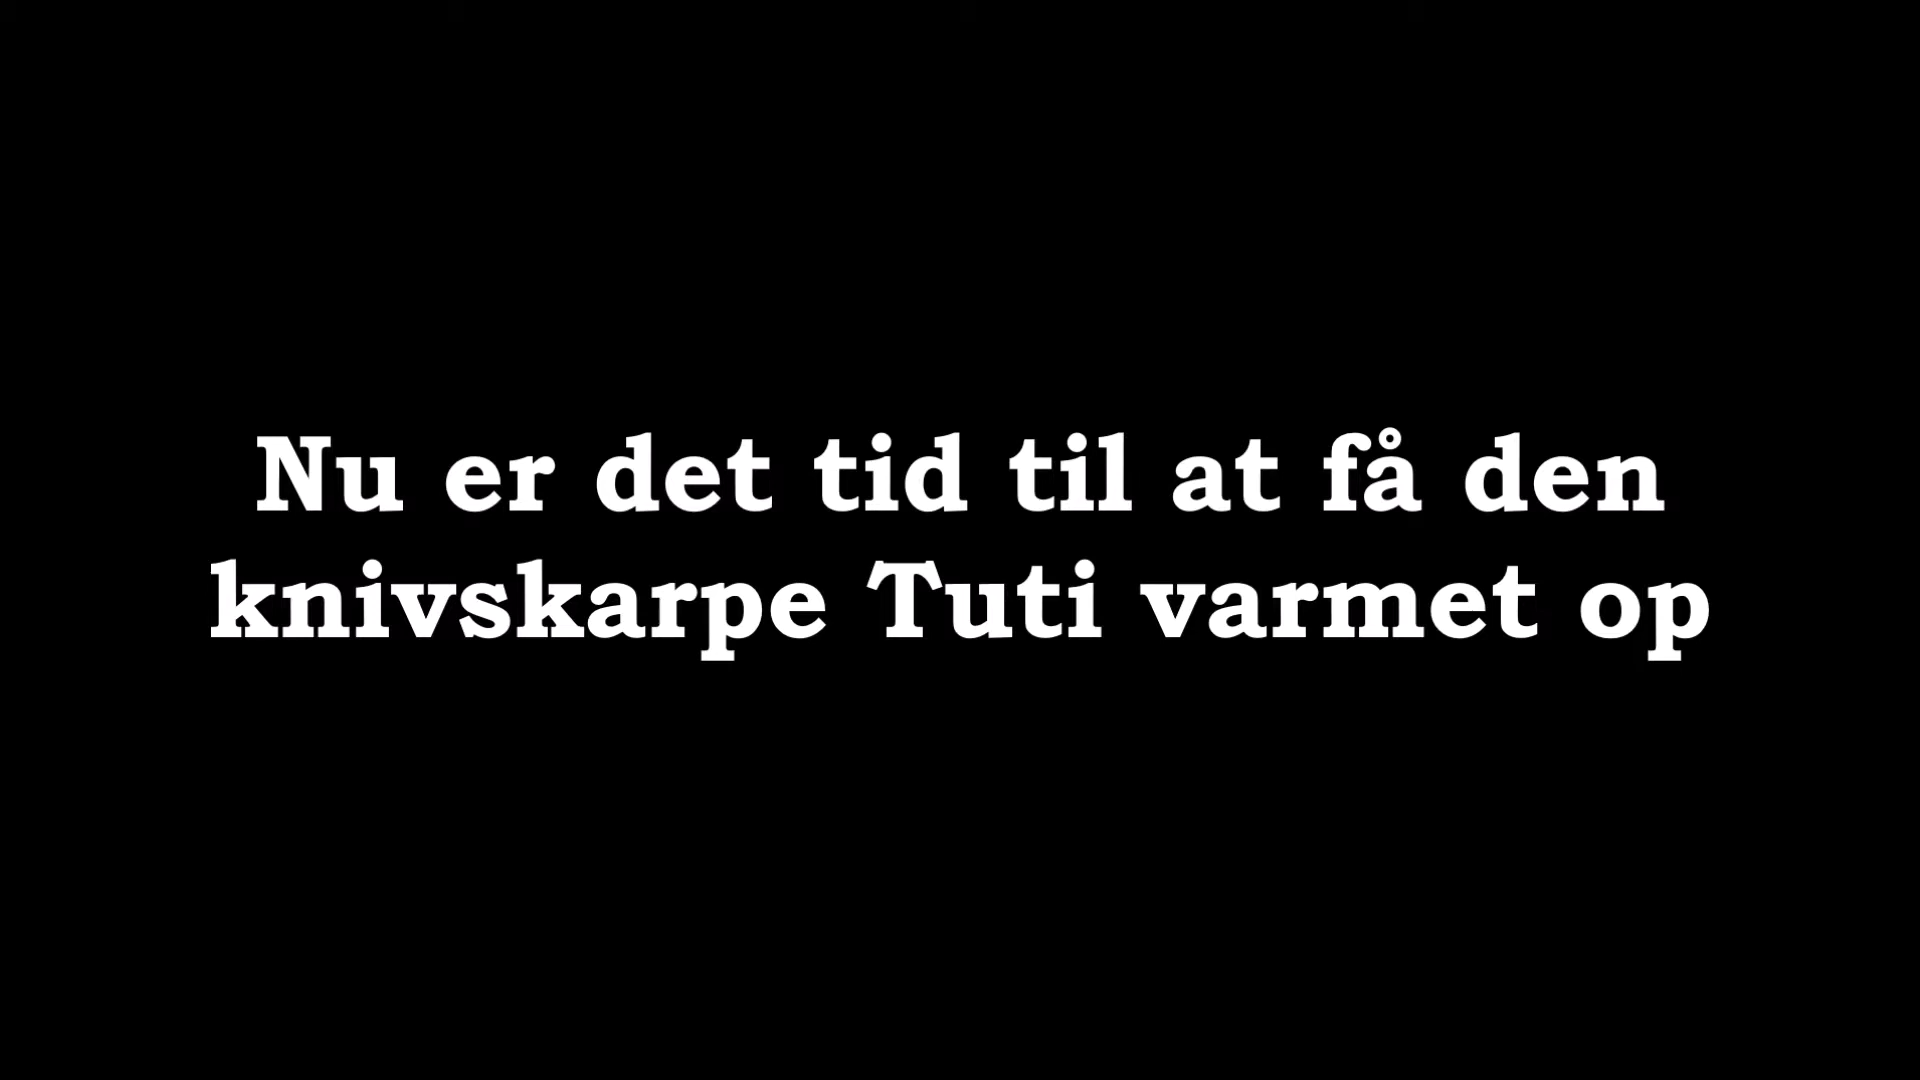 Nu er det tid til at få den
knivskarpe Tuti varmet op